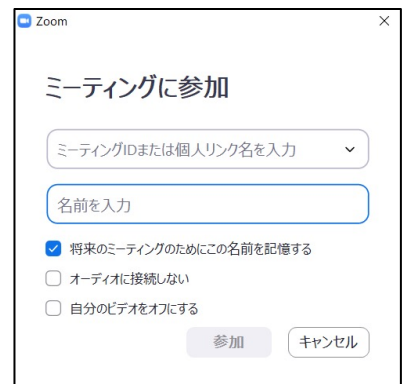 Zoom
ミーティングに参加
ミーティングIDまたは個人リンク名を入力
名前を入力
将来のミーティングのためにこの名前を記憶する
オーディオに接続しない
自分のビデオをオフにする
参加 キャンセル